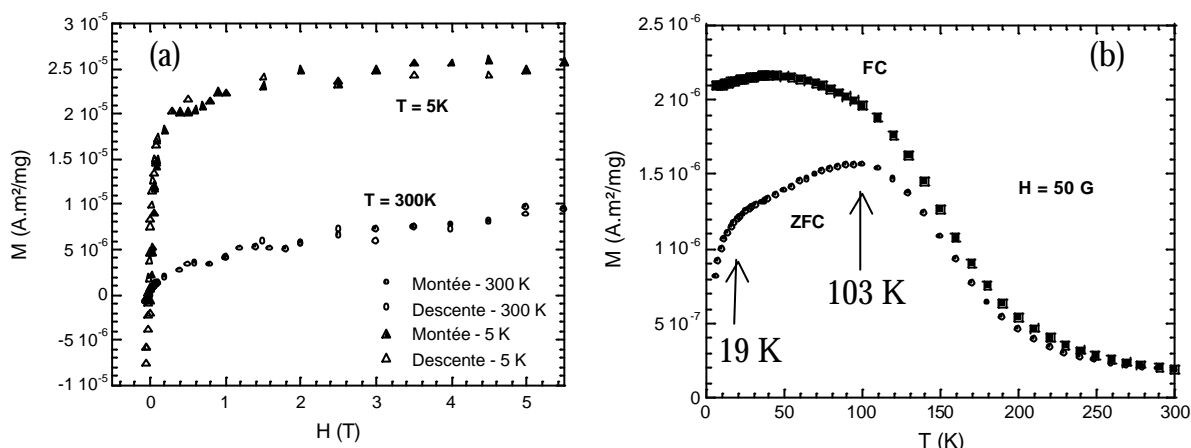 (a)
3 10⁻⁵
2.5 10⁻⁵
2 10⁻⁵
1.5 10⁻⁵
1 10⁻⁵
5 10⁻⁶
0
-5 10⁻⁶
-1 10⁻⁵
M (A.m²/mg)
T = 5K
T = 300K
Montée - 300 K
Descente - 300 K
Montée - 5 K
Descente - 5 K
0 1 2 3 4 5
H (T)
(b)
2.5 10⁻⁶
2 10⁻⁶
1.5 10⁻⁶
1 10⁻⁶
5 10⁻⁷
0
M (A.m²/mg)
FC
H = 50 G
ZFC
103 K
19 K
0 50 100 150 200 250 300
T (K)